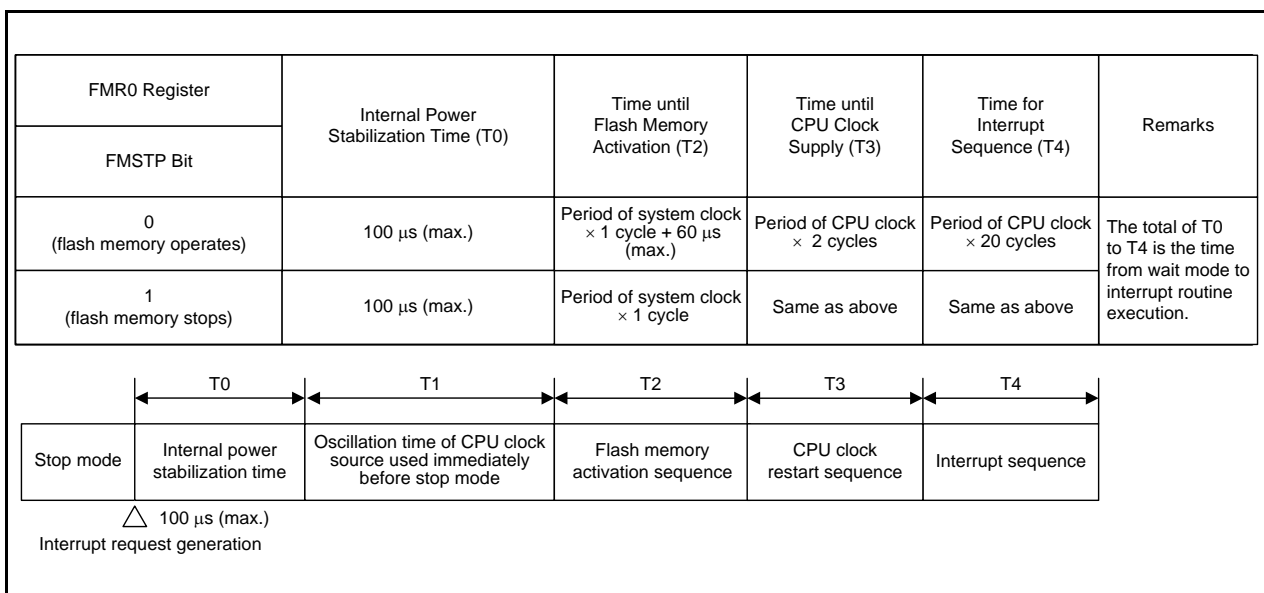 FMR0 Register
FMSTP Bit
Internal Power
Stabilization Time (T0)
Time until
Flash Memory
Activation (T2)
Time until
CPU Clock
Supply (T3)
Time for
Interrupt
Sequence (T4)
Remarks
0
(flash memory operates)
100 μs (max.)
Period of system clock
× 1 cycle + 60 μs
(max.)
Period of CPU clock
× 2 cycles
Period of CPU clock
× 20 cycles
The total of T0
to T4 is the time
from wait mode to
interrupt routine
execution.
1
(flash memory stops)
100 μs (max.)
Period of system clock
× 1 cycle
Same as above
Same as above
T0
T1
T2
T3
T4
Stop mode
Internal power
stabilization time
Oscillation time of CPU clock
source used immediately
before stop mode
Flash memory
activation sequence
CPU clock
restart sequence
Interrupt sequence
100 μs (max.)
Interrupt request generation